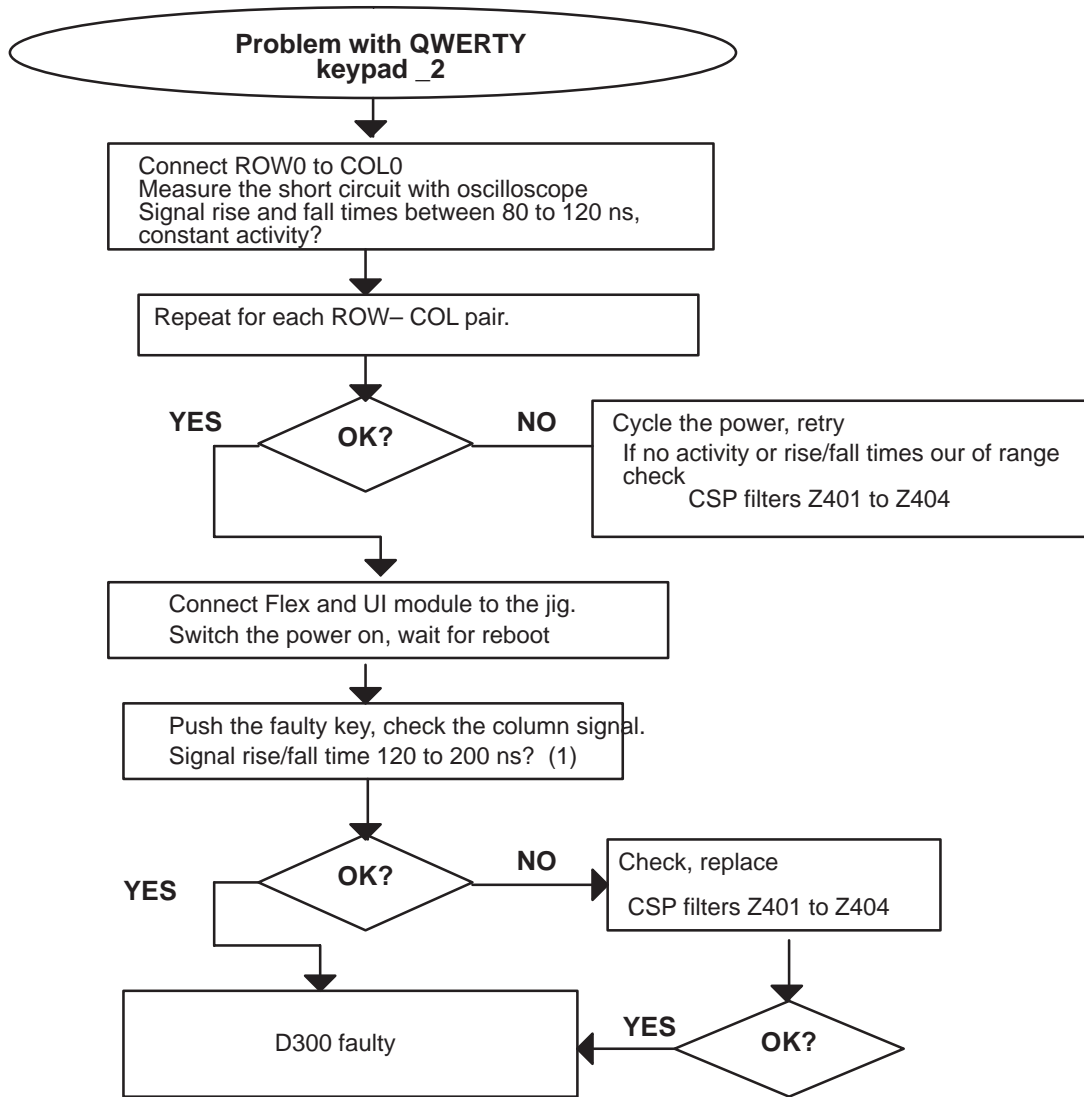 Problem with QWERTY
keypad _2
Connect ROW0 to COL0
Measure the short circuit with oscilloscope
Signal rise and fall times between 80 to 120 ns,
constant activity?
Repeat for each ROW– COL pair.
YES
OK?
NO
Cycle the power, retry
If no activity or rise/fall times our of range
check
CSP filters Z401 to Z404
Connect Flex and UI module to the jig.
Switch the power on, wait for reboot
Push the faulty key, check the column signal.
Signal rise/fall time 120 to 200 ns? (1)
YES
OK?
NO
Check, replace
CSP filters Z401 to Z404
D300 faulty
YES
OK?